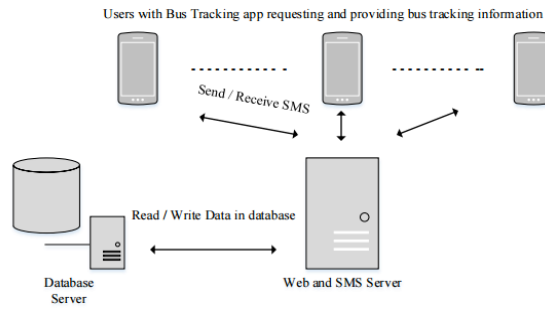 Users with Bus Tracking app requesting and providing bus tracking information
Send / Receive SMS
Read / Write Data in database
Database
Server
Web and SMS Server